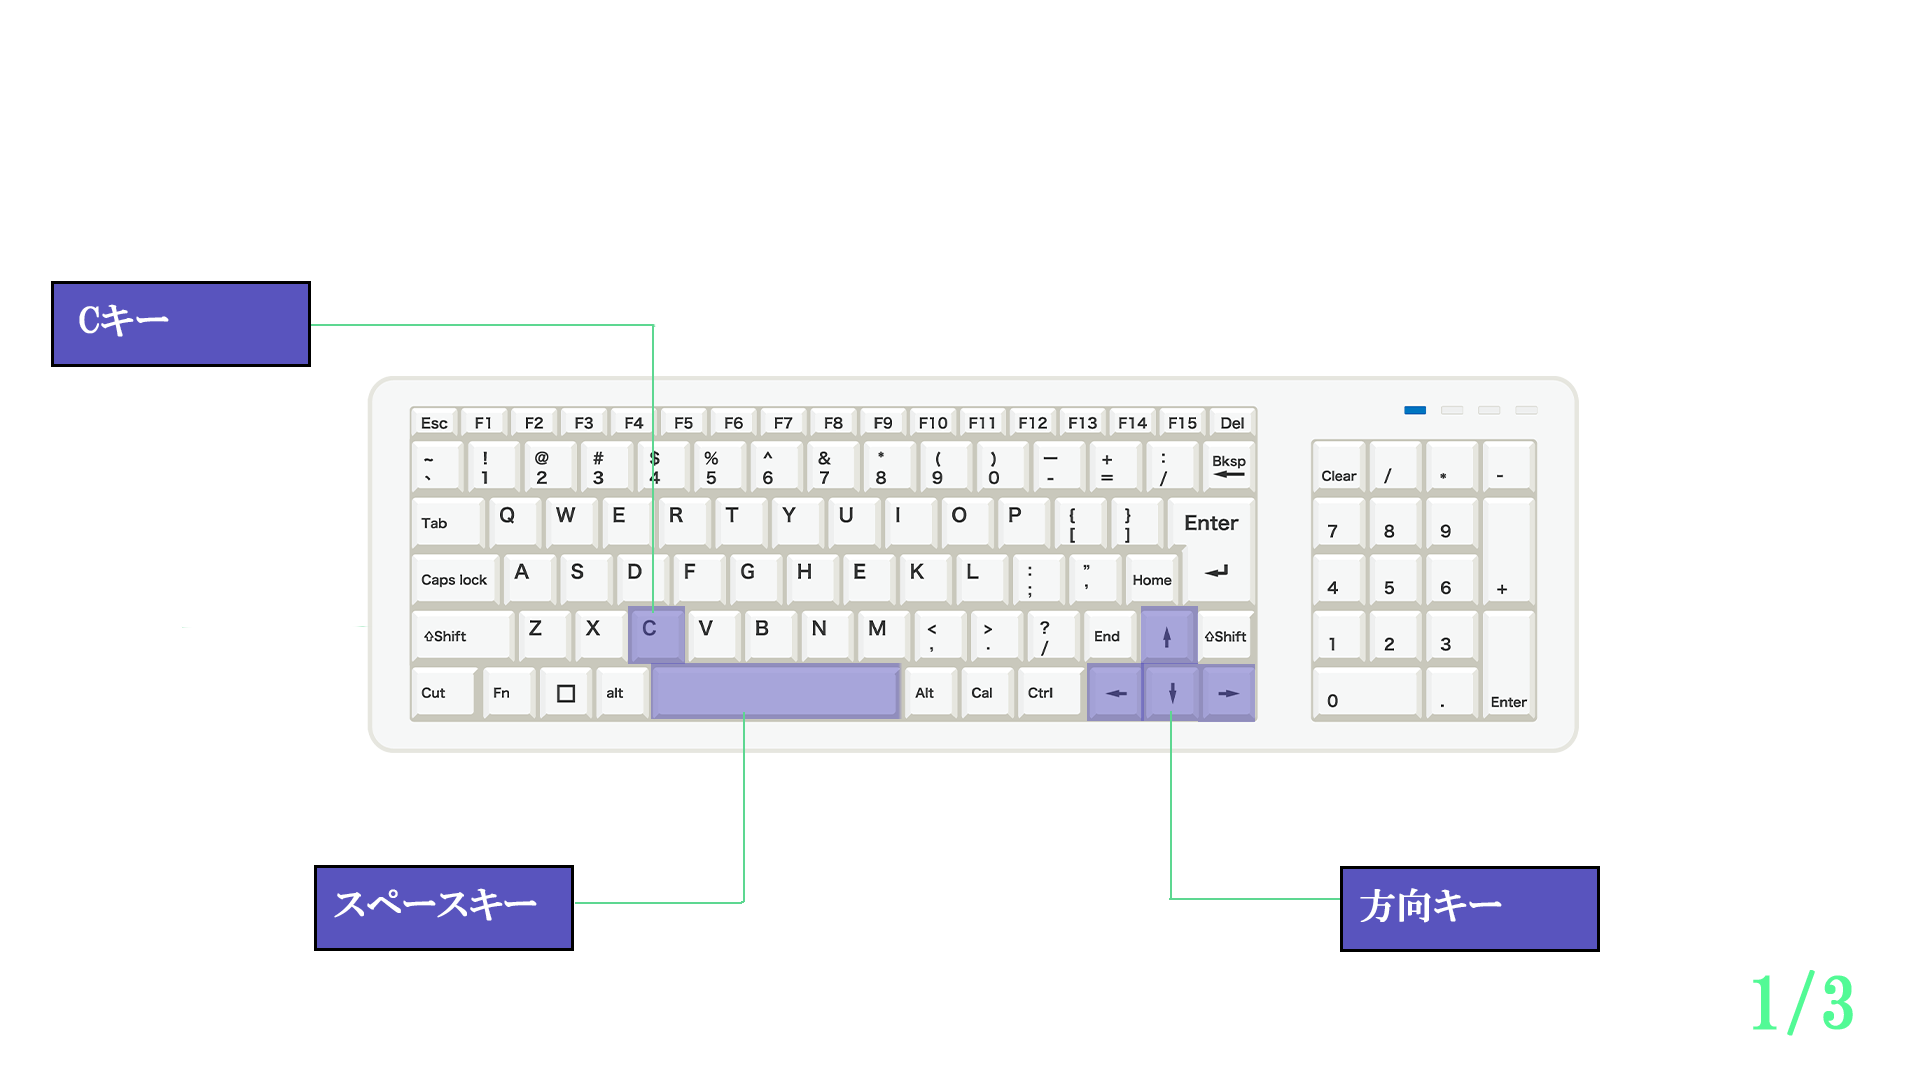 Cキー
Esc F1 F2 F3 F4 F5 F6 F7 F8 F9 F10 F11 F12 F13 F14 F15 Del
~ ! @ # $ % ^ & * ( ) — + : Bksp
` 1 2 3 4 5 6 7 8 9 0 - = /
Tab Q W E R T Y U I O P { } Enter
[ ]
Caps lock A S D F G H E K L : " Home
; '
⇧Shift Z X C V B N M < > ? End ↑ ⇧Shift
, . /
Cut Fn □ alt Alt Cal Ctrl ← ↓ →
Clear / * -
7 8 9
4 5 6 +
1 2 3
0 . Enter
スペースキー
方向キー
1/3